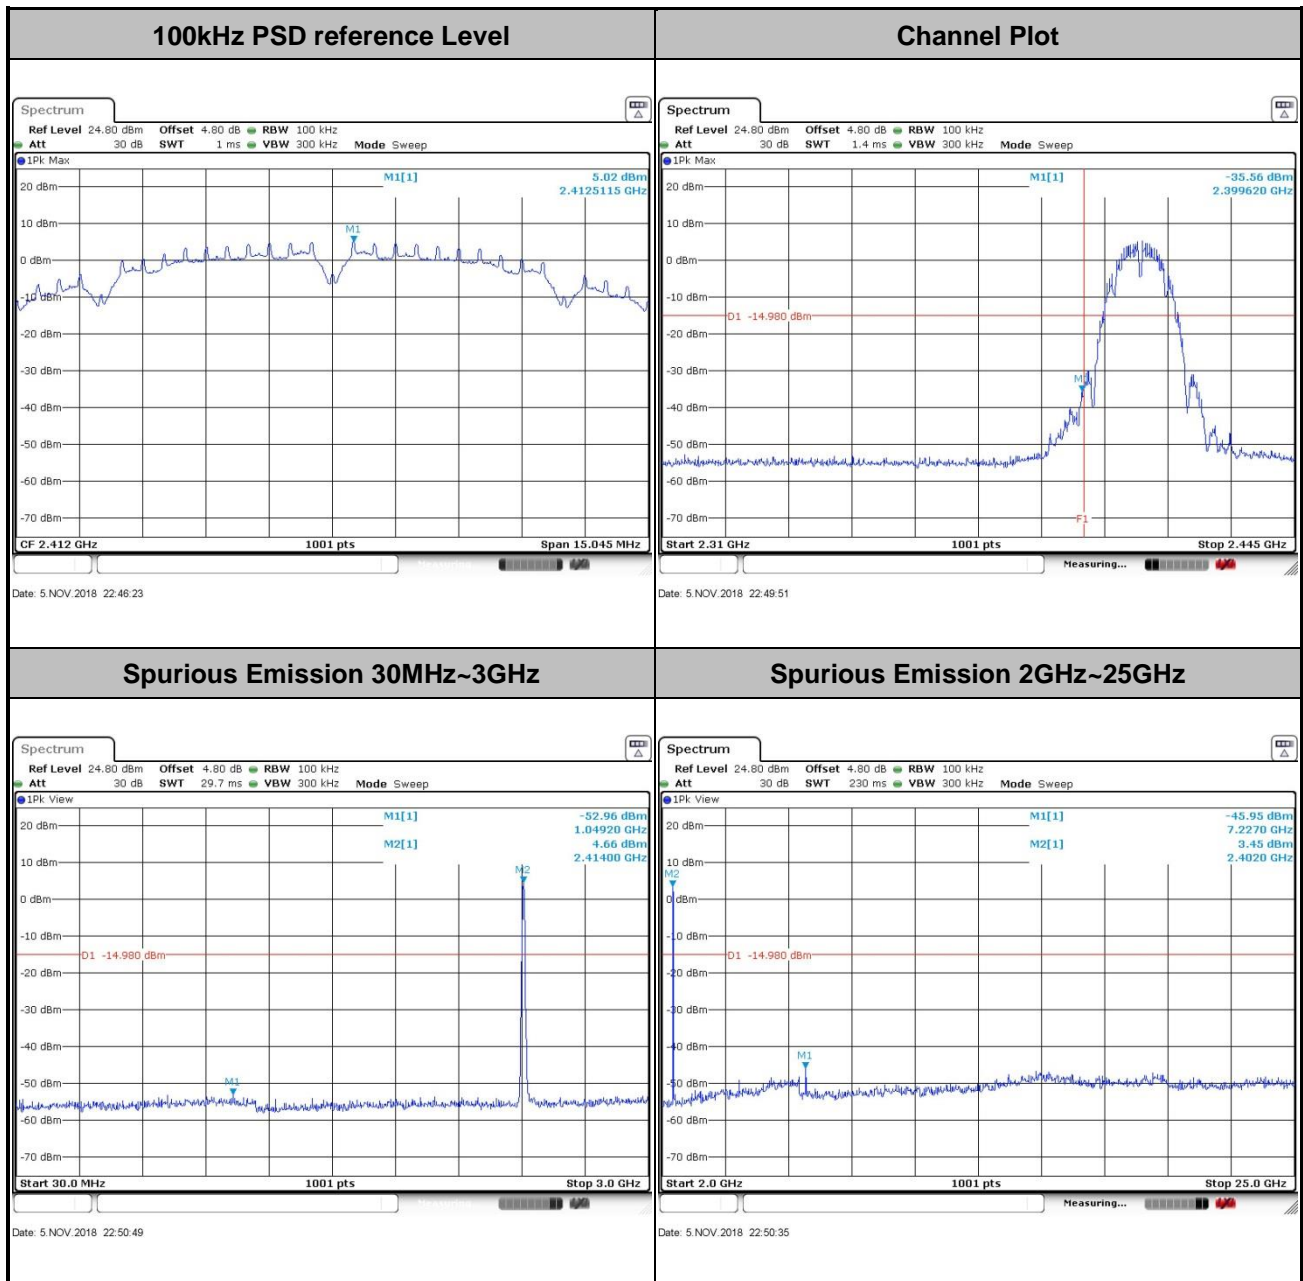 100kHz PSD reference Level
Spectrum
Ref Level 24.80 dBm Offset 4.80 dB RBW 100 kHz
Att 30 dB SWT 1 ms VBW 300 kHz Mode Sweep
1Pk Max
M1[1] 5.02 dBm
2.4125115 GHz
20 dBm
10 dBm
M1
0 dBm
-10 dBm
-20 dBm
-30 dBm
-40 dBm
-50 dBm
-60 dBm
-70 dBm
CF 2.412 GHz 1001 pts Span 15.045 MHz
Measuring...
Date: 5.NOV.2018 22:46:23
Channel Plot
Spectrum
Ref Level 24.80 dBm Offset 4.80 dB RBW 100 kHz
Att 30 dB SWT 1.4 ms VBW 300 kHz Mode Sweep
1Pk Max
M1[1] -35.56 dBm
2.399620 GHz
20 dBm
10 dBm
0 dBm
-10 dBm
D1 -14.980 dBm
-20 dBm
-30 dBm
-40 dBm
-50 dBm
-60 dBm
-70 dBm
F1
Start 2.31 GHz 1001 pts Stop 2.445 GHz
Measuring...
Date: 5.NOV.2018 22:49:51
Spurious Emission 30MHz~3GHz
Spectrum
Ref Level 24.80 dBm Offset 4.80 dB RBW 100 kHz
Att 30 dB SWT 29.7 ms VBW 300 kHz Mode Sweep
1Pk View
M1[1] -52.96 dBm
1.04920 GHz
M2[1] 4.66 dBm
2.41400 GHz
20 dBm
10 dBm
M2
0 dBm
-10 dBm
D1 -14.980 dBm
-20 dBm
-30 dBm
-40 dBm
-50 dBm
M1
-60 dBm
-70 dBm
Start 30.0 MHz 1001 pts Stop 3.0 GHz
Date: 5.NOV.2018 22:50:49
Spurious Emission 2GHz~25GHz
Spectrum
Ref Level 24.80 dBm Offset 4.80 dB RBW 100 kHz
Att 30 dB SWT 230 ms VBW 300 kHz Mode Sweep
1Pk View
M1[1] -45.95 dBm
7.2270 GHz
M2[1] 3.45 dBm
2.4020 GHz
20 dBm
10 dBm
M2
0 dBm
-10 dBm
D1 -14.980 dBm
-20 dBm
-30 dBm
-40 dBm
M1
-50 dBm
-60 dBm
-70 dBm
Start 2.0 GHz 1001 pts Stop 25.0 GHz
Measuring...
Date: 5.NOV.2018 22:50:35